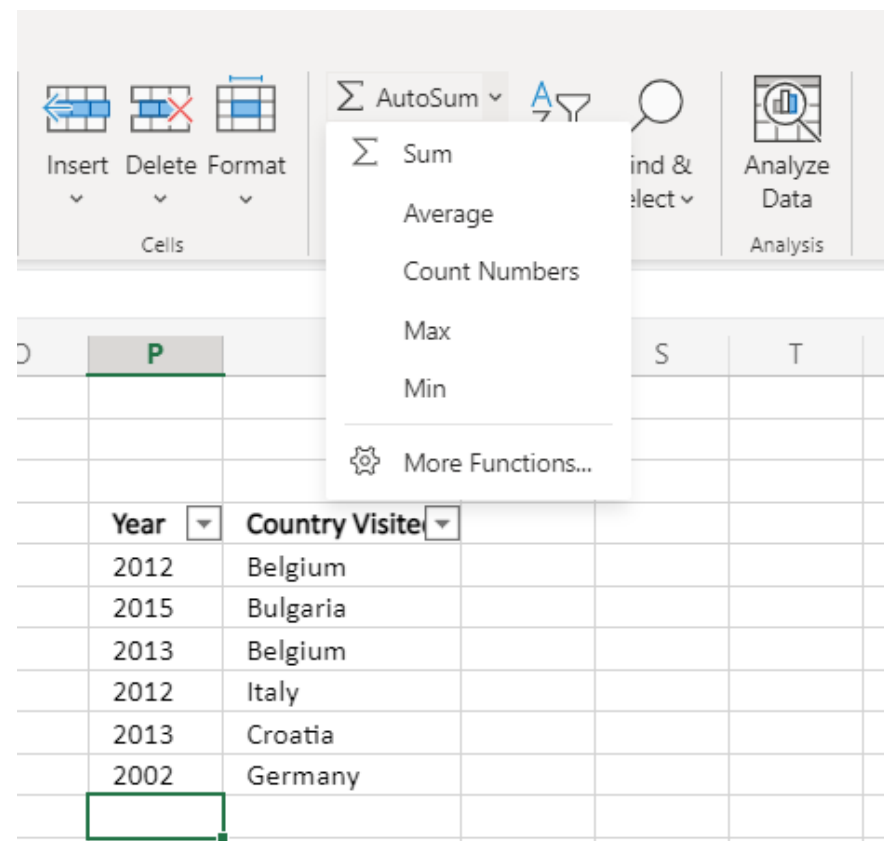 AutoSum
Insert Delete Format
Cells
Sum
Average
Count Numbers
Max
Min
More Functions...
ind &
elect
Analyze
Data
Analysis
P S T
Year Country Visite
2012 Belgium
2015 Bulgaria
2013 Belgium
2012 Italy
2013 Croatia
2002 Germany